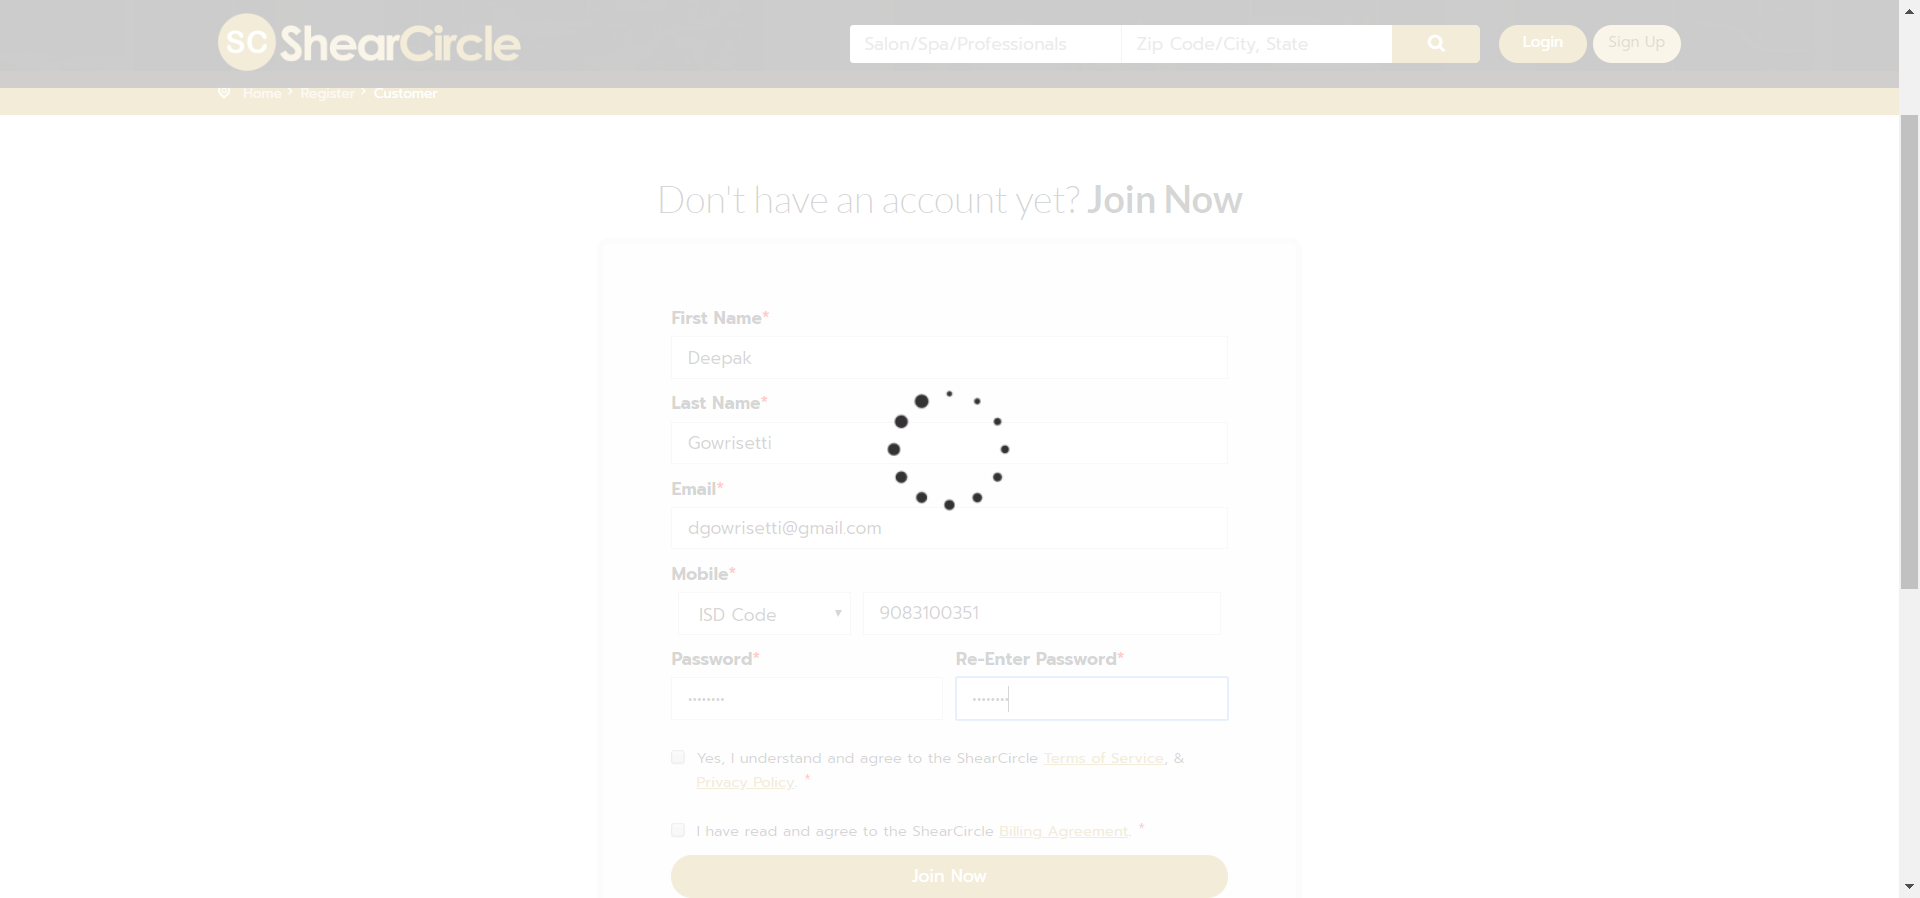 SC ShearCircle
Salon/Spa/Professionals
Zip Code/City, State
Login
Sign Up
Home › Register › Customer
Don't have an account yet? Join Now
First Name*
Deepak
Last Name*
Gowrisetti
Email*
dgowrisetti@gmail.com
Mobile*
ISD Code
9083100351
Password*
Re-Enter Password*
Yes, I understand and agree to the ShearCircle Terms of Service, &
Privacy Policy. *
I have read and agree to the ShearCircle Billing Agreement. *
Join Now